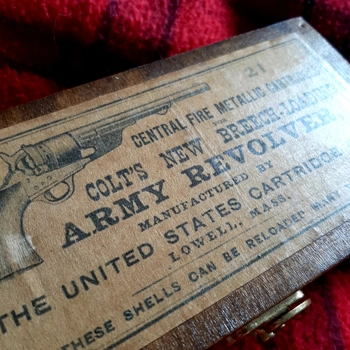 21
CENTRAL FIRE METALLIC CARTRIDGES
FOR
COLT'S NEW BREECH-LOADING
ARMY REVOLVER
MANUFACTURED BY
THE UNITED STATES CARTRIDGE
LOWELL, MASS.
THESE SHELLS CAN BE RELOADED MANY